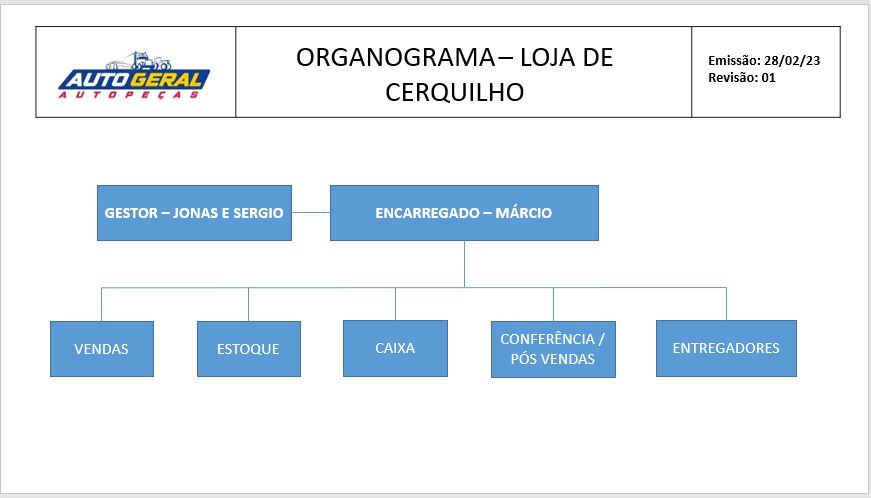 AUTO GERAL
AUTOPEÇAS
ORGANOGRAMA – LOJA DE
CERQUILHO
Emissão: 28/02/23
Revisão: 01
GESTOR – JONAS E SERGIO
ENCARREGADO – MÁRCIO
VENDAS
ESTOQUE
CAIXA
CONFERÊNCIA /
PÓS VENDAS
ENTREGADORES